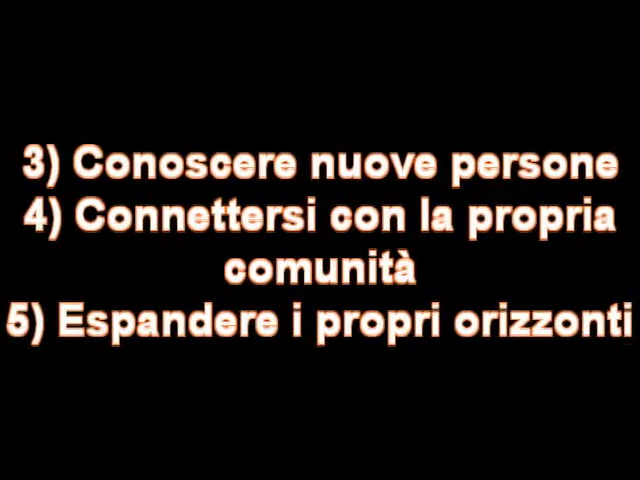 3) Conoscere nuove persone
4) Connettersi con la propria
comunità
5) Espandere i propri orizzonti